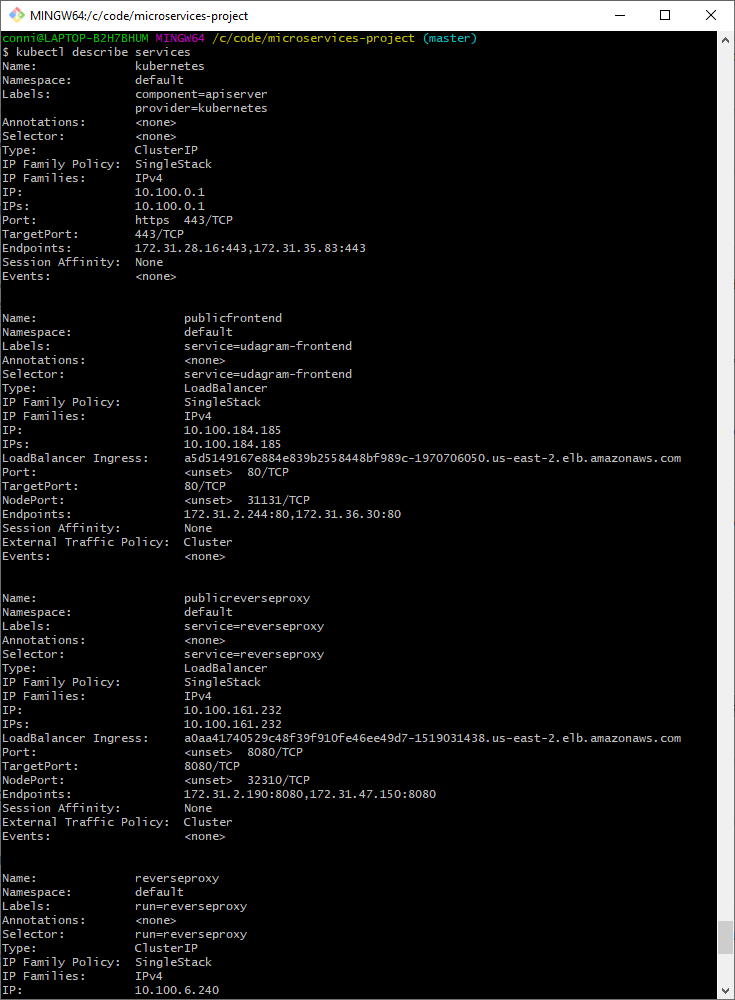 MINGW64:/c/code/microservices-project
conni@LAPTOP-B2H7BHUM MINGW64 /c/code/microservices-project (master)
$ kubectl describe services
Name:              kubernetes
Namespace:         default
Labels:            component=apiserver
                   provider=kubernetes
Annotations:       <none>
Selector:          <none>
Type:              ClusterIP
IP Family Policy:  SingleStack
IP Families:       IPv4
IP:                10.100.0.1
IPs:               10.100.0.1
Port:              https  443/TCP
TargetPort:        443/TCP
Endpoints:         172.31.28.16:443,172.31.35.83:443
Session Affinity:  None
Events:            <none>

Name:                     publicfrontend
Namespace:                default
Labels:                   service=udagram-frontend
Annotations:              <none>
Selector:                 service=udagram-frontend
Type:                     LoadBalancer
IP Family Policy:         SingleStack
IP Families:              IPv4
IP:                       10.100.184.185
IPs:                      10.100.184.185
LoadBalancer Ingress:     a5d5149167e884e839b2558448bf989c-1970706050.us-east-2.elb.amazonaws.com
Port:                     <unset>  80/TCP
TargetPort:               80/TCP
NodePort:                 <unset>  31131/TCP
Endpoints:                172.31.2.244:80,172.31.36.30:80
Session Affinity:         None
External Traffic Policy:  Cluster
Events:                   <none>

Name:                     publicreverseproxy
Namespace:                default
Labels:                   service=reverseproxy
Annotations:              <none>
Selector:                 service=reverseproxy
Type:                     LoadBalancer
IP Family Policy:         SingleStack
IP Families:              IPv4
IP:                       10.100.161.232
IPs:                      10.100.161.232
LoadBalancer Ingress:     a0aa41740529c48f39f910fe46ee49d7-1519031438.us-east-2.elb.amazonaws.com
Port:                     <unset>  8080/TCP
TargetPort:               8080/TCP
NodePort:                 <unset>  32310/TCP
Endpoints:                172.31.2.190:8080,172.31.47.150:8080
Session Affinity:         None
External Traffic Policy:  Cluster
Events:                   <none>

Name:              reverseproxy
Namespace:         default
Labels:            run=reverseproxy
Annotations:       <none>
Selector:          run=reverseproxy
Type:              ClusterIP
IP Family Policy:  SingleStack
IP Families:       IPv4
IP:                10.100.6.240